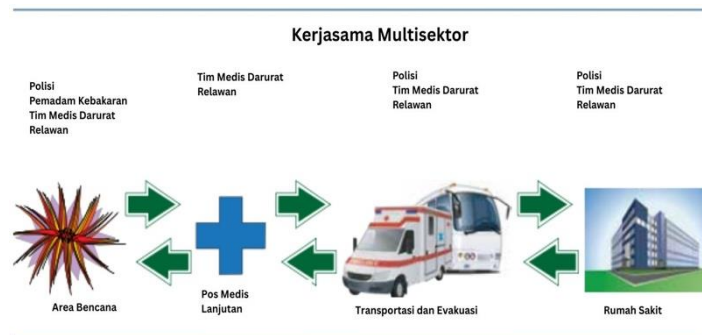 Kerjasama Multisektor
Polisi
Pemadam Kebakaran
Tim Medis Darurat
Relawan
Tim Medis Darurat
Relawan
Polisi
Tim Medis Darurat
Relawan
Polisi
Tim Medis Darurat
Relawan
Area Bencana
Pos Medis
Lanjutan
Transportasi dan Evakuasi
Rumah Sakit